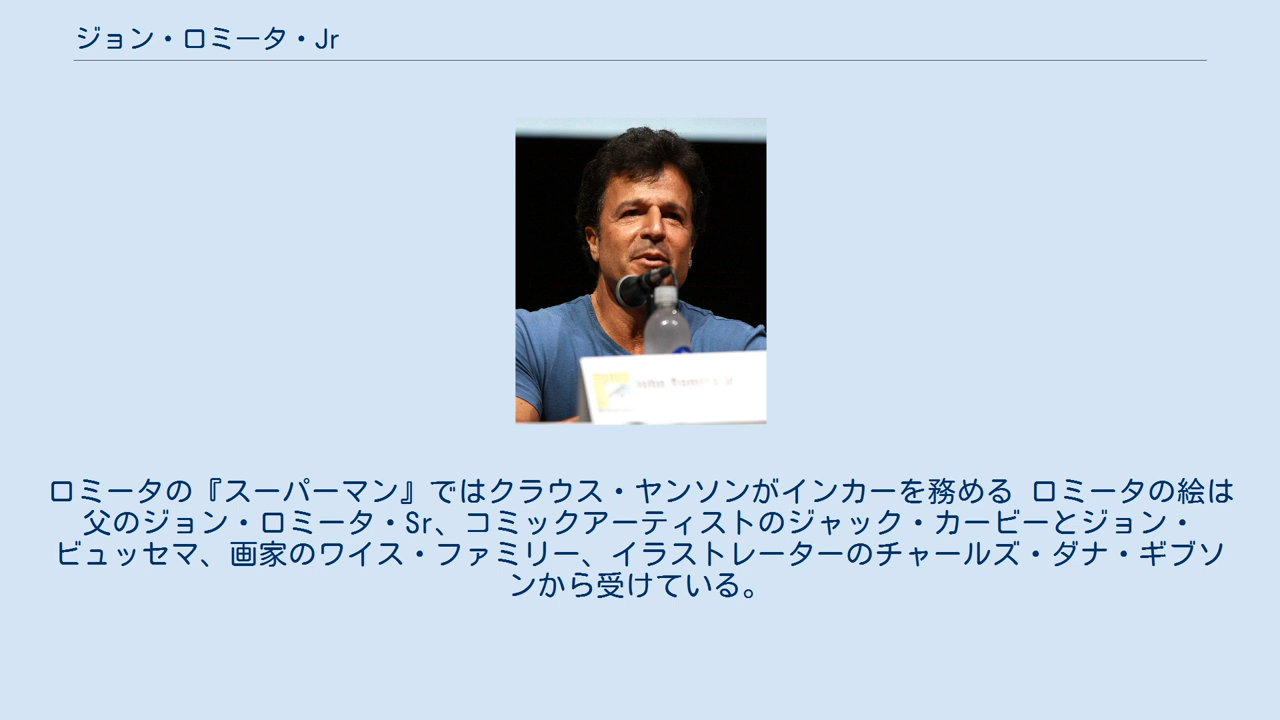 ジョン・ロミータ・Jr
John Romita Jr
ロミータの『スーパーマン』ではクラウス・ヤンソンがインカーを務める ロミータの絵は
父のジョン・ロミータ・Sr、コミックアーティストのジャック・カービーとジョン・
ビュッセマ、画家のワイス・ファミリー、イラストレーターのチャールズ・ダナ・ギブソ
ンから受けている。